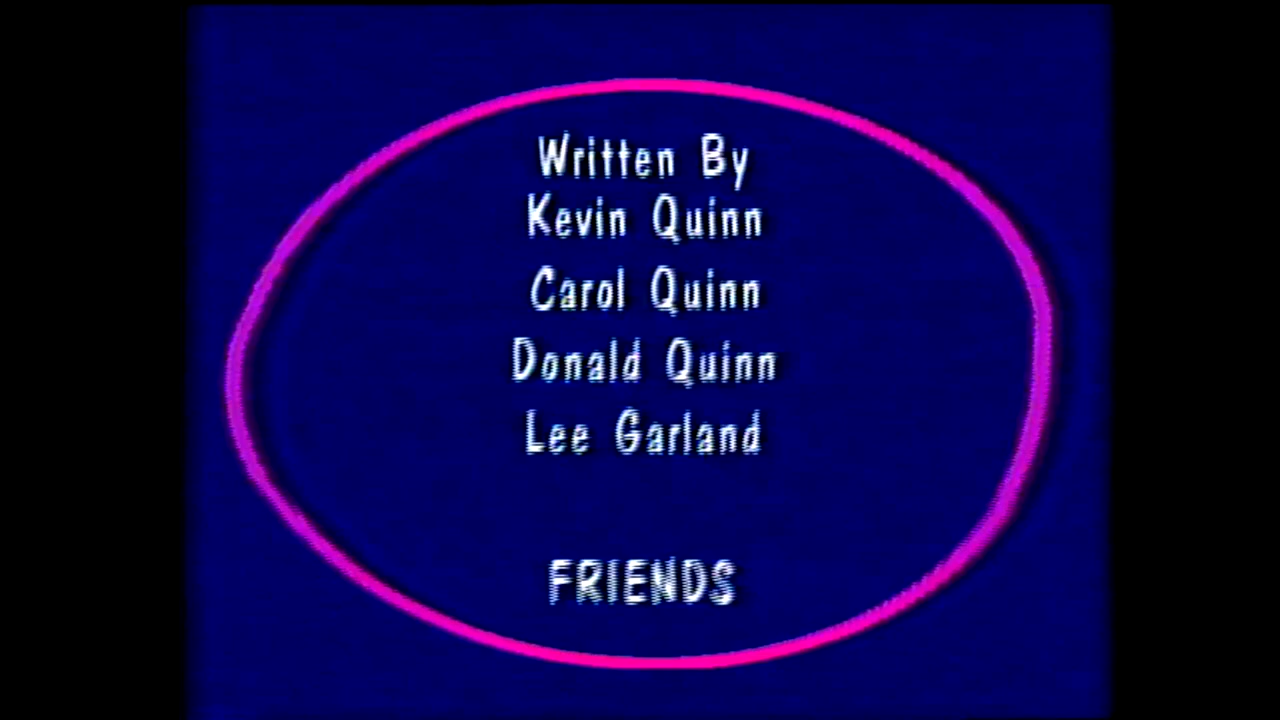 Written By
Kevin Quinn
Carol Quinn
Donald Quinn
Lee Garland
FRIENDS